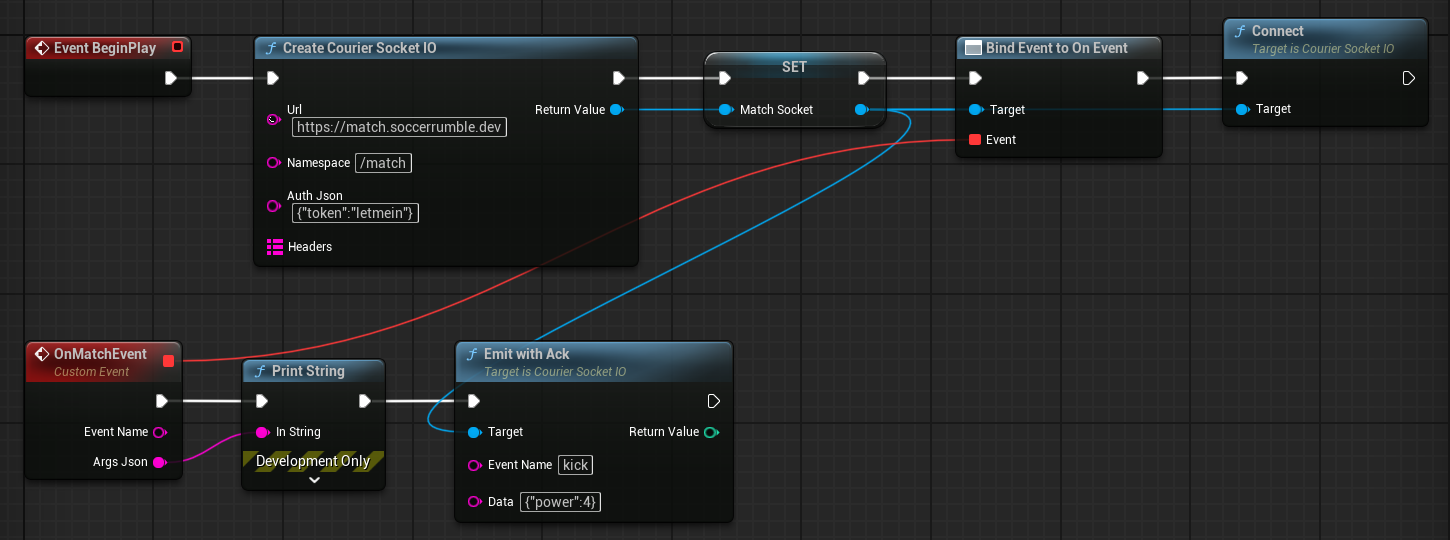 Event BeginPlay
Create Courier Socket IO
Url
https://match.soccerrumble.dev
Return Value
Namespace /match
Auth Json
{"token":"letmein"}
Headers
SET
Match Socket
Bind Event to On Event
Target
Event
Connect
Target is Courier Socket IO
Target
OnMatchEvent
Custom Event
Event Name
Args Json
Print String
In String
Development Only
Emit with Ack
Target is Courier Socket IO
Target
Return Value
Event Name kick
Data {"power":4}